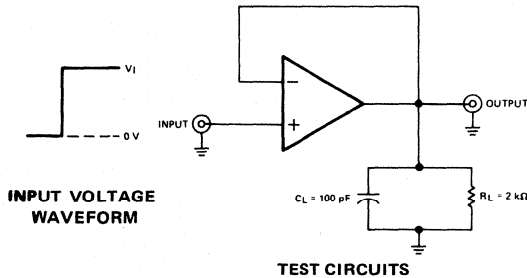 VI
0 V
INPUT VOLTAGE
WAVEFORM
−
+
INPUT
OUTPUT
CL = 100 pF
RL = 2 kΩ
TEST CIRCUITS